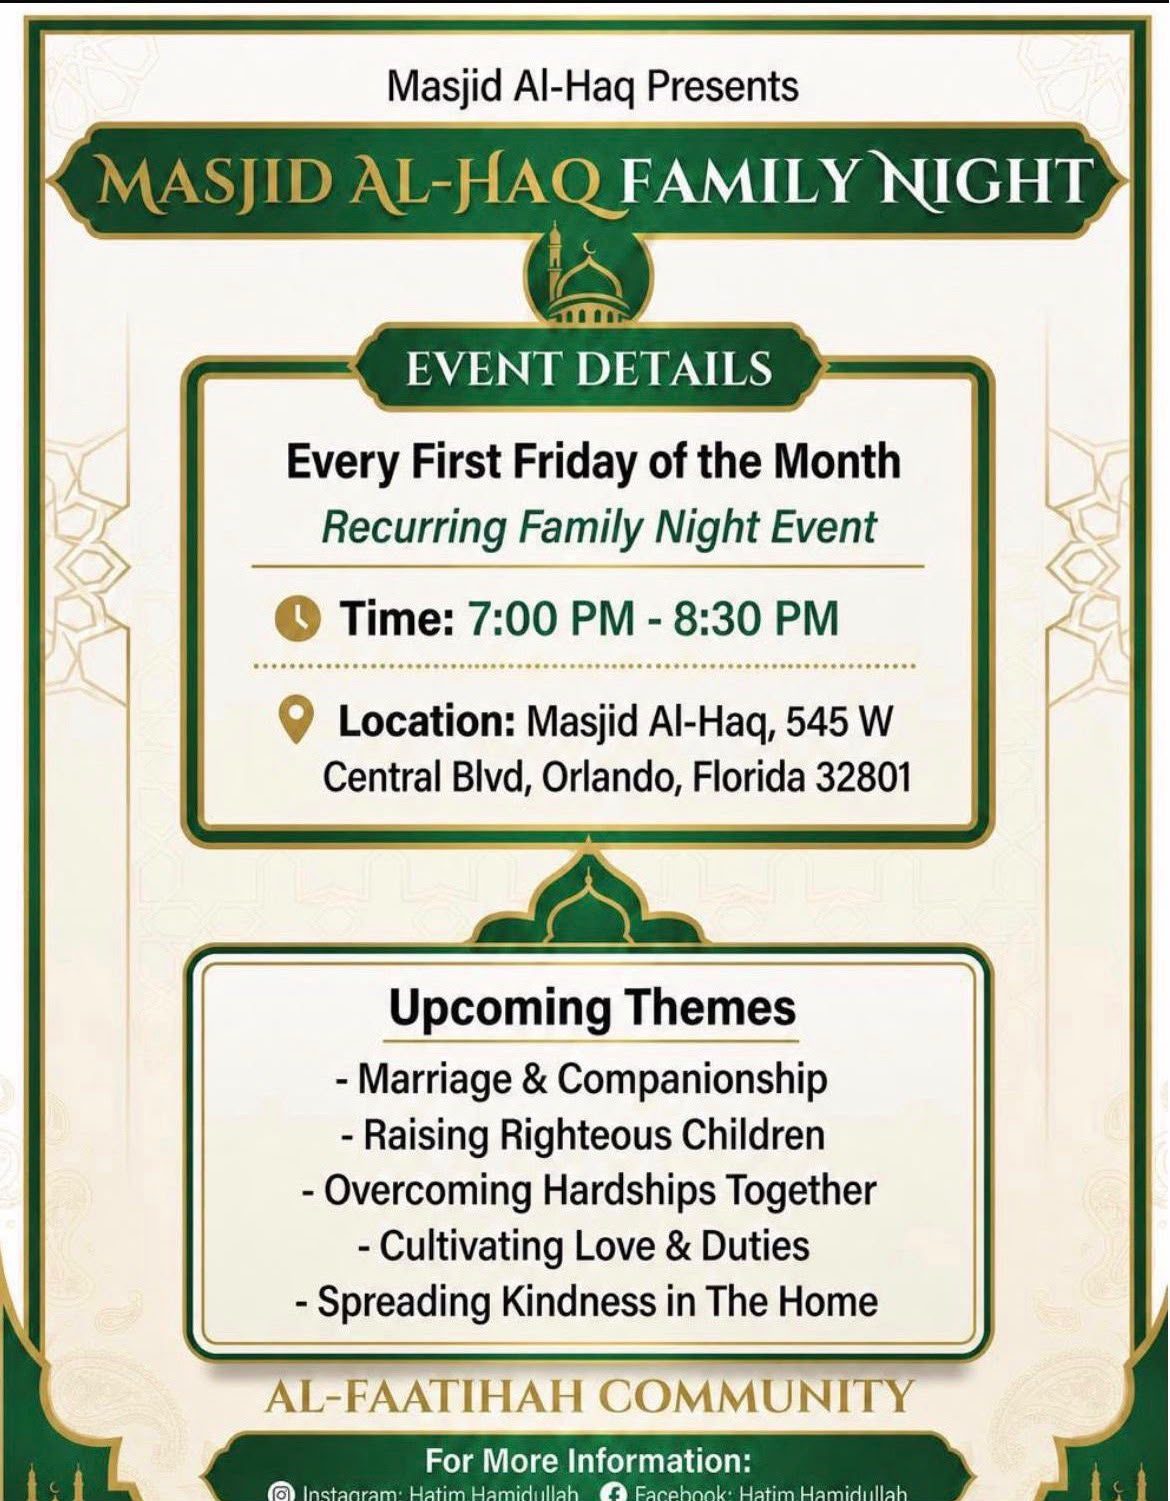 Masjid Al-Haq Presents
MASJID AL-HAQ FAMILY NIGHT
EVENT DETAILS
Every First Friday of the Month
Recurring Family Night Event
Time: 7:00 PM - 8:30 PM
Location: Masjid Al-Haq, 545 W
Central Blvd, Orlando, Florida 32801
Upcoming Themes
- Marriage & Companionship
- Raising Righteous Children
- Overcoming Hardships Together
- Cultivating Love & Duties
- Spreading Kindness in The Home
AL-FAATIHAH COMMUNITY
For More Information:
Instagram: Hatim Hamidullah Facebook: Hatim Hamidullah